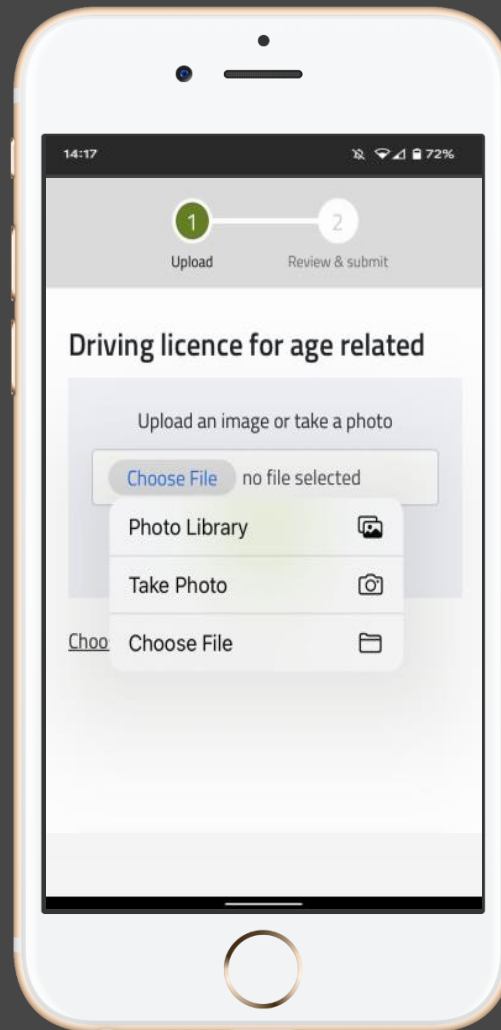 14:17 72%
1 2
Upload Review & submit
Driving licence for age related
Upload an image or take a photo
Choose File no file selected
Photo Library
Take Photo
Choo Choose File